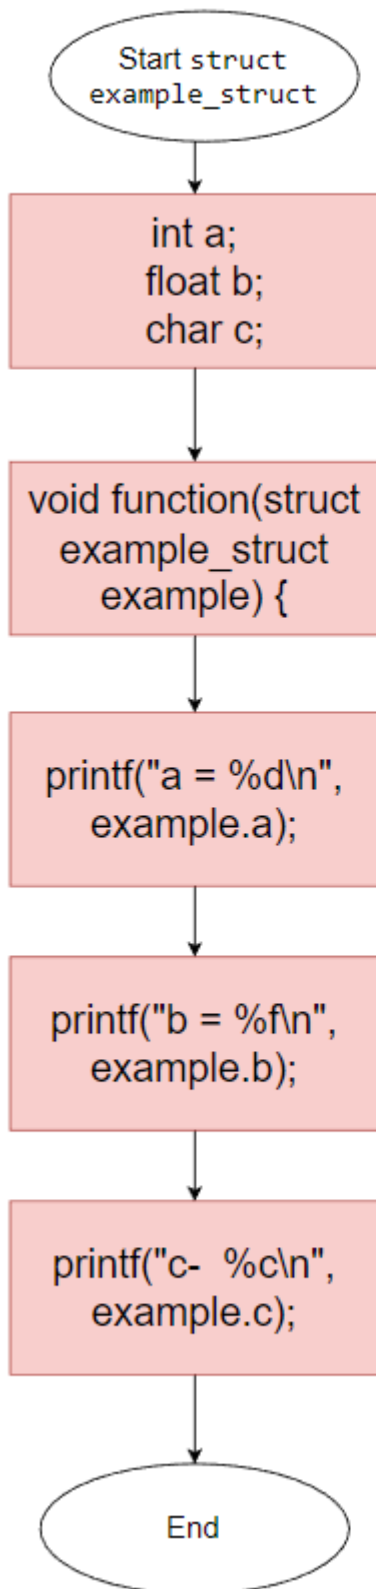 Start struct
example_struct
int a;
float b;
char c;
void function(struct
example_struct
example) {
printf("a = %d\n",
example.a);
printf("b = %f\n",
example.b);
printf("c-  %c\n",
example.c);
End